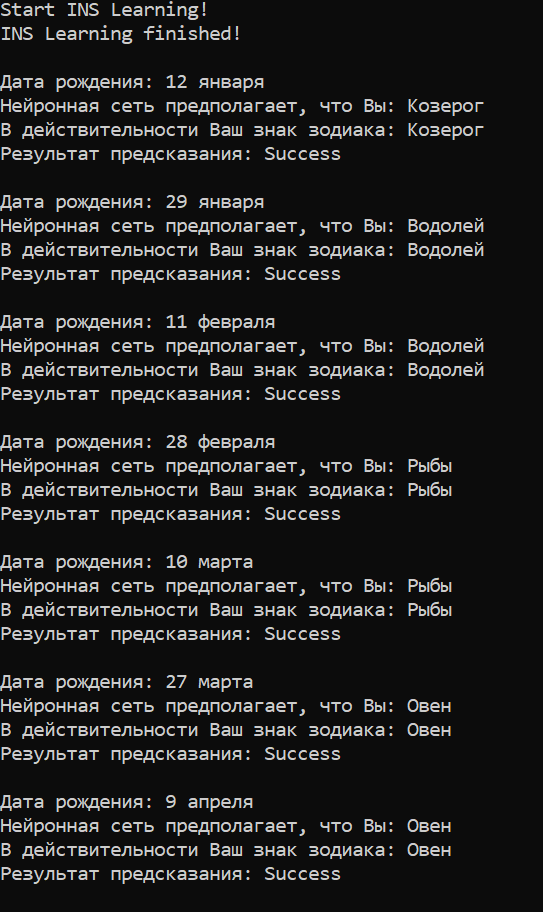 Start INS Learning!
INS Learning finished!
Дата рождения: 12 января
Нейронная сеть предполагает, что Вы: Козерог
В действительности Ваш знак зодиака: Козерог
Результат предсказания: Success
Дата рождения: 29 января
Нейронная сеть предполагает, что Вы: Водолей
В действительности Ваш знак зодиака: Водолей
Результат предсказания: Success
Дата рождения: 11 февраля
Нейронная сеть предполагает, что Вы: Водолей
В действительности Ваш знак зодиака: Водолей
Результат предсказания: Success
Дата рождения: 28 февраля
Нейронная сеть предполагает, что Вы: Рыбы
В действительности Ваш знак зодиака: Рыбы
Результат предсказания: Success
Дата рождения: 10 марта
Нейронная сеть предполагает, что Вы: Рыбы
В действительности Ваш знак зодиака: Рыбы
Результат предсказания: Success
Дата рождения: 27 марта
Нейронная сеть предполагает, что Вы: Овен
В действительности Ваш знак зодиака: Овен
Результат предсказания: Success
Дата рождения: 9 апреля
Нейронная сеть предполагает, что Вы: Овен
В действительности Ваш знак зодиака: Овен
Результат предсказания: Success